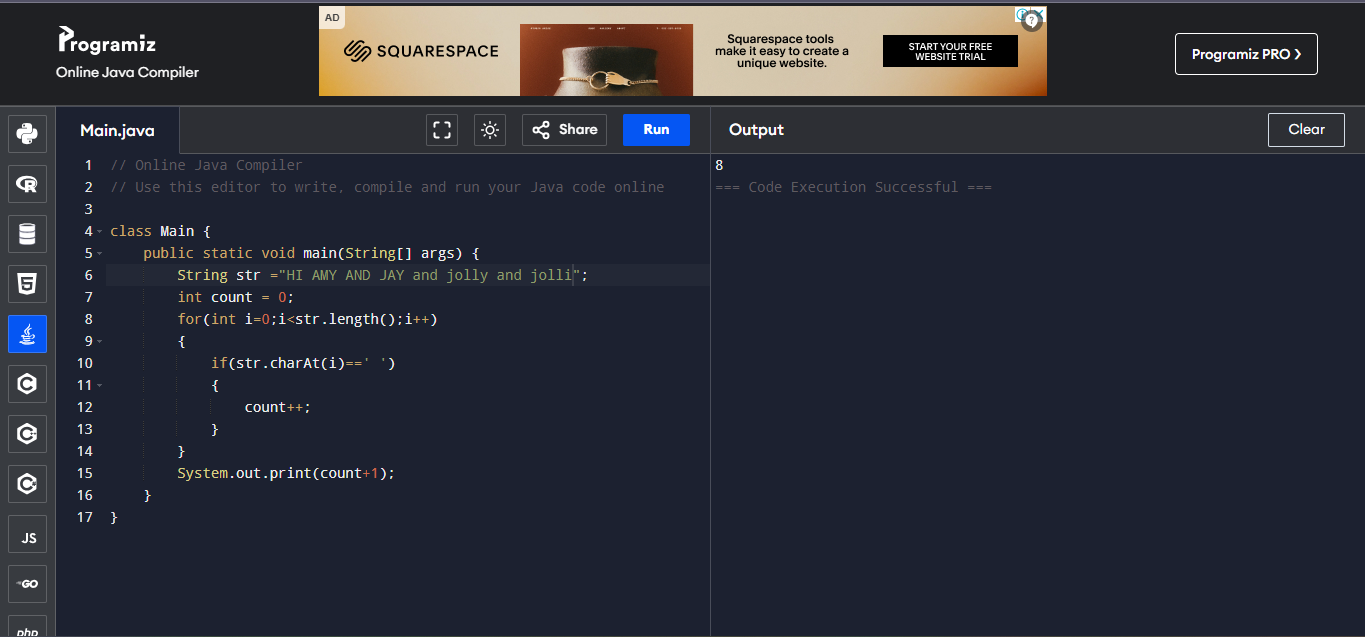 Programiz
Online Java Compiler
AD
SQUARESPACE
Squarespace tools
make it easy to create a
unique website.
START YOUR FREE
WEBSITE TRIAL
?
Programiz PRO >
Main.java
Share
Run
Output
Clear
1 // Online Java Compiler
2 // Use this editor to write, compile and run your Java code online
3
4 class Main {
5 public static void main(String[] args) {
6 String str ="HI AMY AND JAY and jolly and jolli";
7 int count = 0;
8 for(int i=0;i<str.length();i++)
9 {
10 if(str.charAt(i)==' ')
11 {
12 count++;
13 }
14 }
15 System.out.print(count+1);
16 }
17 }
8
=== Code Execution Successful ===
R
5
C
C
C
JS
GO
php